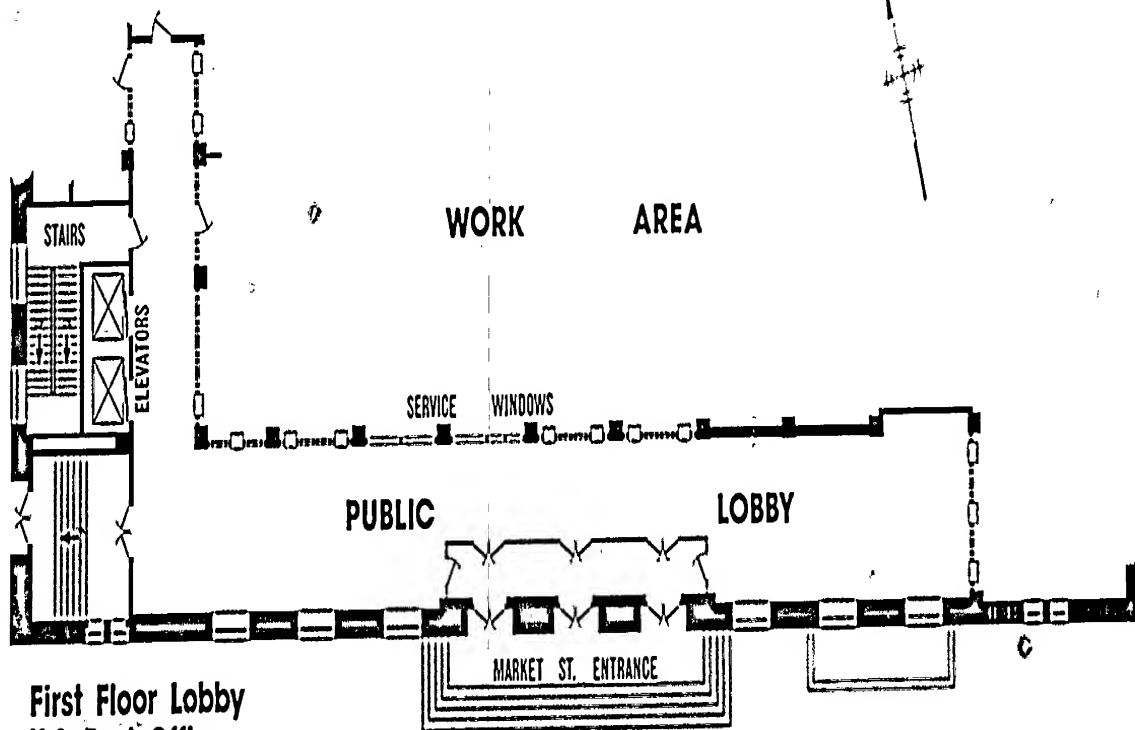 WORK AREA
STAIRS
ELEVATORS
SERVICE WINDOWS
PUBLIC LOBBY
MARKET ST. ENTRANCE
First Floor Lobby